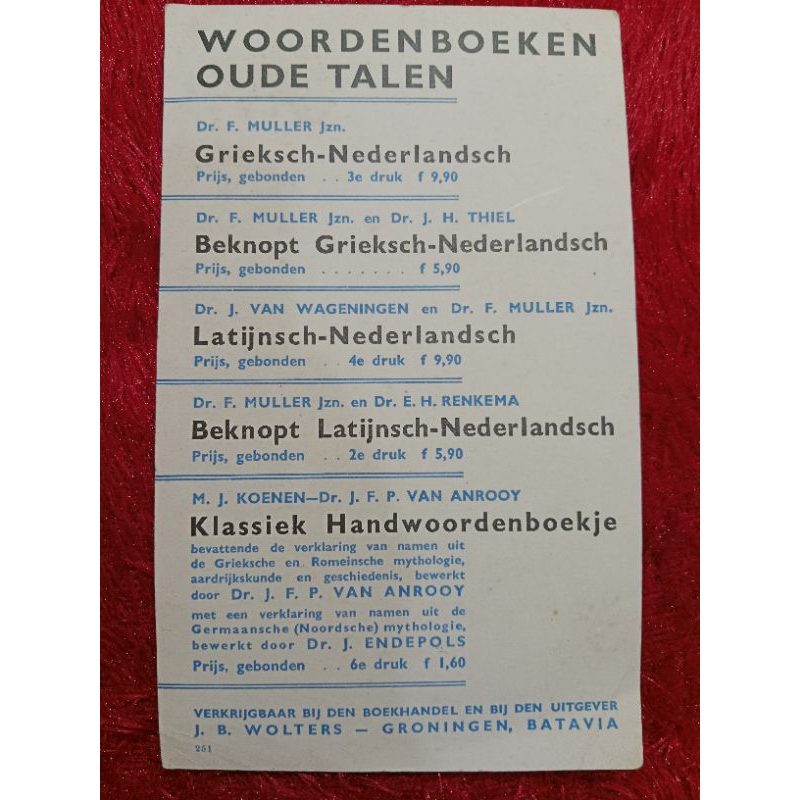 WOORDENBOEKEN
OUDE TALEN
Dr. F. MULLER Jzn.
Grieksch-Nederlandsch
Prijs, gebonden . . 3e druk f 9,90
Dr. F. MULLER Jzn. en Dr. J. H. THIEL
Beknopt Grieksch-Nederlandsch
Prijs, gebonden . . . . . . . f 5,90
Dr. J. VAN WAGENINGEN en Dr. F. MULLER Jzn.
Latijnsch-Nederlandsch
Prijs, gebonden . . 4e druk f 9,90
Dr. F. MULLER Jzn. en Dr. E. H. RENKEMA
Beknopt Latijnsch-Nederlandsch
Prijs, gebonden . . 2e druk f 5,90
M. J. KOENEN—Dr. J. F. P. VAN ANROOY
Klassiek Handwoordenboekje
bevattende de verklaring van namen uit
de Grieksche en Romeinsche mythologie,
aardrijkskunde en geschiedenis, bewerkt
door Dr. J. F. P. VAN ANROOY
met een verklaring van namen uit de
Germaansche (Noordsche) mythologie,
bewerkt door Dr. J. ENDEPOLS
Prijs, gebonden . . 6e druk f 1,60
VERKRIJGBAAR BIJ DEN BOEKHANDEL EN BIJ DEN UITGEVER
J. B. WOLTERS — GRONINGEN, BATAVIA
261